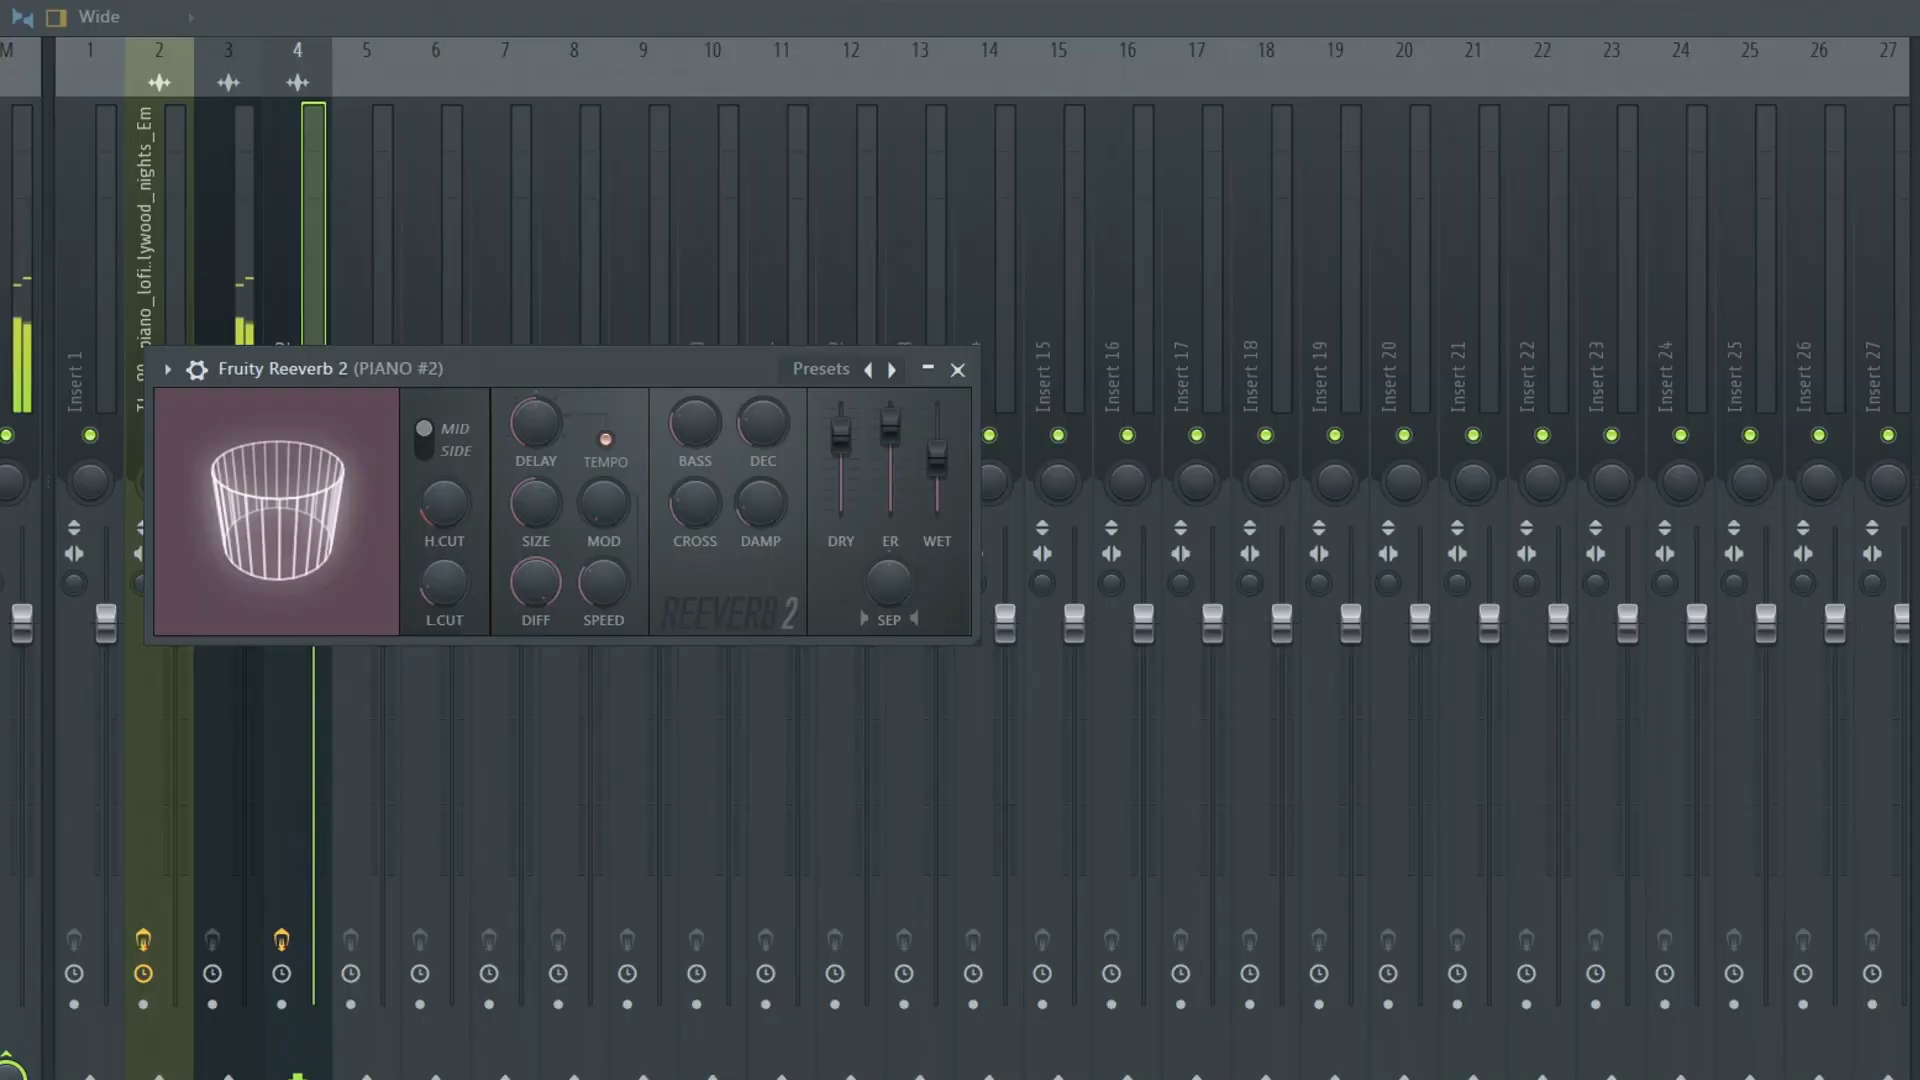 Wide
M 1 2 3 4 5 6 7 8 9 10 11 12 13 14 15 16 17 18 19 20 21 22 23 24 25 26 27
Insert 1
piano_lofi..lywood_nights_Em
Fruity Reeverb 2 (PIANO #2)
Presets
MID
SIDE
H.CUT
L.CUT
DELAY TEMPO
SIZE MOD
DIFF SPEED
BASS DEC
CROSS DAMP
REEVERB 2
DRY ER WET
SEP
Insert 15
Insert 16
Insert 17
Insert 18
Insert 19
Insert 20
Insert 21
Insert 22
Insert 23
Insert 24
Insert 25
Insert 26
Insert 27